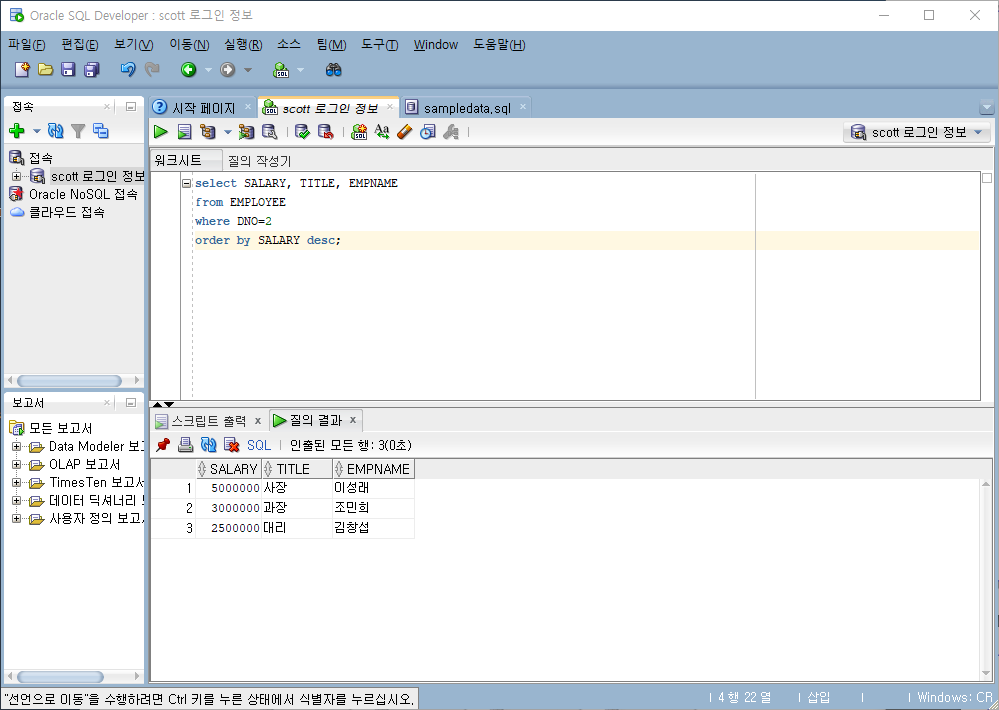 Oracle SQL Developer : scott 로그인 정보
파일(F) 편집(E) 보기(V) 이동(N) 실행(R) 소스 팀(M) 도구(T) Window 도움말(H)
접속
시작 페이지 scott 로그인 정보 sampledata.sql
scott 로그인 정보
접속
scott 로그인 정보
Oracle NoSQL 접속
클라우드 접속
워크시트 질의 작성기
select SALARY, TITLE, EMPNAME
from EMPLOYEE
where DNO=2
order by SALARY desc;
보고서
모든 보고서
Data Modeler 보고
OLAP 보고서
TimesTen 보고서
데이터 딕셔너리
사용자 정의 보고서
스크립트 출력 x 질의 결과 x
SQL | 인출된 모든 행: 3(0초)
SALARY TITLE EMPNAME
1 5000000 사장 이성래
2 3000000 과장 조민희
3 2500000 대리 김창섭
"선언으로 이동"을 수행하려면 Ctrl 키를 누른 상태에서 식별자를 누르십시오.
4 행 22 열 | 삽입 | | Windows: CR